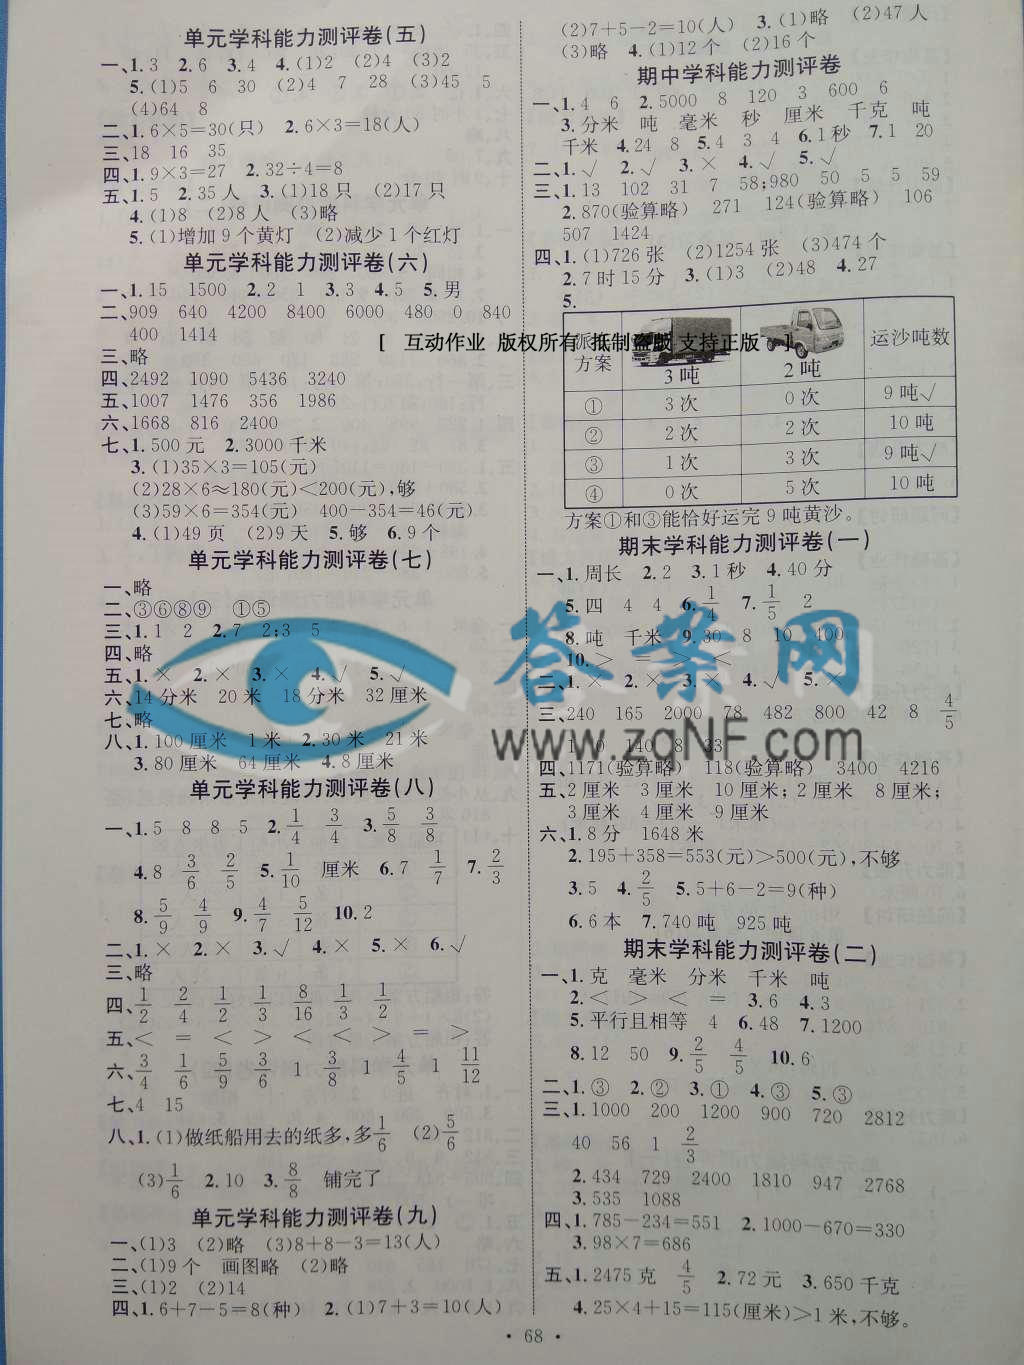 单元学科能力测评卷(五)
一、1.3 2.6 3.4 4.(1)2 (2)4 (3)2
5.(1)5 6 30 (2)4 7 28 (3)45 5
(4)64 8
二、1.6×5=30(只) 2.6×3=18(人)
三、18 16 35
四、1.9×3=27 2.32÷4=8
五、1.5 2.35人 3.(1)18只 (2)17只
4.(1)8 (2)8人 (3)略
5.(1)增加9个黄灯 (2)减少1个红灯
单元学科能力测评卷(六)
一、1.15 1500 2.2 1 3.3 4.5 5.男
二、909 640 4200 8400 6000 480 0 840
400 1414
三、略
四、2492 1090 5436 3240
五、1007 1476 356 1986
六、1668 816 2400
七、1.500元 2.3000千米
3.(1)35×3=105(元)
(2)28×6≈180(元)<200(元),够
(3)59×6=354(元) 400-354=46(元)
4.(1)49页 (2)9天 5.够 6.9个
单元学科能力测评卷(七)
一、略
二、③⑥⑧⑨ ①⑤
三、1.1 2 2.7 2;3 5
四、略
五、1.× 2.× 3.× 4.√ 5.√
六、14分米 20米 18分米 32厘米
七、略
八、1.100厘米 1米 2.30米 21米
3.80厘米 64厘米 4.8厘米
单元学科能力测评卷(八)
一、1.5 8 8 5 2.1/4 3/4 3.5/8 3/8
4.8 3/6 2/5 5.1/10 厘米 6.7 1/7 7.2/3
8.5/9 4/9 9.4/7 5/12 10.2
二、1.× 2.× 3.√ 4.× 5.× 6.√
三、略
四、1/2 2/4 1/2 1/3 8/16 1/3 1/2
五、< = < > < < > = >
六、3/4 1/6 5/9 3/6 1 3/8 1 4/5 1 11/12
七、4 15
八、1.(1)做纸船用去的纸多,多1/6 (2)5/6
(3)1/6 2.10 3.8/8 铺完了
单元学科能力测评卷(九)
一、(1)3 (2)略 (3)8+8-3=13(人)
二、(1)9个 画图略 (2)略
三、(1)2 (2)14
四、1.6+7-5=8(种) 2.(1)7+3=10(人)
(2)7+5-2=10(人) 3.(1)略 (2)47人
(3)略 4.(1)12个 (2)16个
期中学科能力测评卷
一、1.4 6 2.5000 8 120 3 600 6
3.分米 吨 毫米 秒 厘米 千克 吨
千米 4.24 8 5.4 3 4 6.1秒 7.1 20
二、1.√ 2.√ 3.× 4.√ 5.√
三、1.13 102 31 7 58;980 50 5 5 59
2.870(验算略) 271 124(验算略) 106
507 1424
四、1.(1)726张 (2)1254张 (3)474个
2.7时15分 3.(1)3 (2)48 4.27
5.
[ 互动作业 版权所有 抵制盗版 支持正版 ]
方案 3吨 2吨 运沙吨数
① 3次 0次 9吨√
② 2次 2次 10吨
③ 1次 3次 9吨√
④ 0次 5次 10吨
方案①和③能恰好运完9吨黄沙。
期末学科能力测评卷(一)
一、1.周长 2.2 3.1秒 4.40分
5.四 4 4 6.1/4 7.1/5 2
8.吨 千米 9.30 8 10 400
10.> = > <
二、1.× 2.× 3.× 4.√ 5.×
三、240 165 2000 78 482 800 42 8 4/5
0 140 8 33
四、1171(验算略) 118(验算略) 3400 4216
五、2厘米 3厘米 10厘米;2厘米 8厘米;
3厘米 4厘米 9厘米
六、1.8分 1648米
2.195+358=553(元)>500(元),不够
3.5 4.2/5 5.5+6-2=9(种)
6.6本 7.740吨 925吨
期末学科能力测评卷(二)
一、1.克 毫米 分米 千米 吨
2.< > < = 3.6 4.3
5.平行且相等 4 6.48 7.1200
8.12 50 9.2/5 4/5 10.6
二、1.③ 2.② 3.① 4.③ 5.③
三、1.1000 200 1200 900 720 2812
40 56 1 2/3
2.434 729 2400 1810 947 2768
3.535 1088
四、1.785-234=551 2.1000-670=330
3.98×7=686
五、1.2475克 4/5 2.72元 3.650千克
4.25×4+15=115(厘米)>1米,不够。
• 68 •
答案网
www.zqNF.com